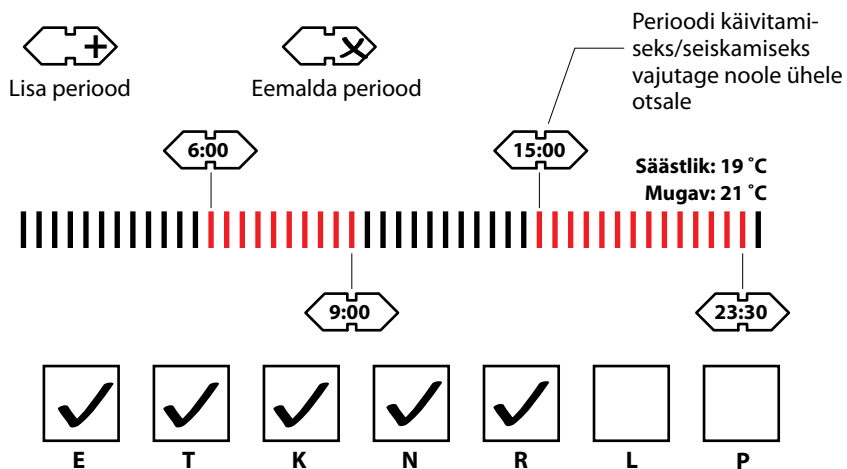 Lisa periood
Eemalda periood
Perioodi käivitami-
seks/seiskamiseks
vajutage noole ühele
otsale
6:00
15:00
Säästlik: 19 ˚C
Mugav: 21 ˚C
9:00
23:30
E T K N R L P